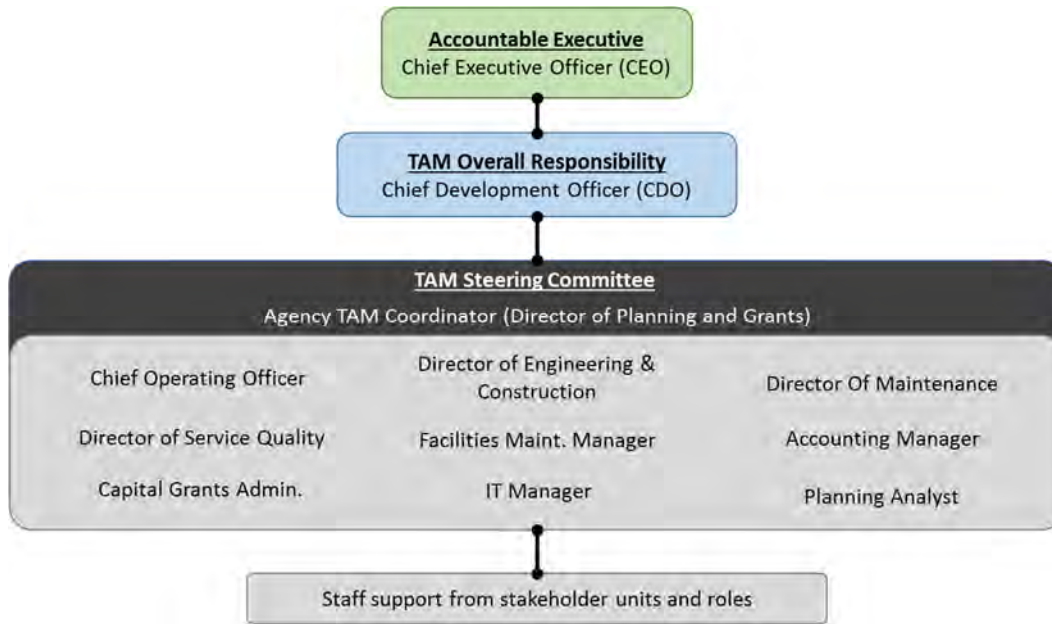 Accountable Executive
Chief Executive Officer (CEO)
TAM Overall Responsibility
Chief Development Officer (CDO)
TAM Steering Committee
Agency TAM Coordinator (Director of Planning and Grants)
Chief Operating Officer
Director of Engineering &
Construction
Director Of Maintenance
Director of Service Quality
Facilities Maint. Manager
Accounting Manager
Capital Grants Admin.
IT Manager
Planning Analyst
Staff support from stakeholder units and roles